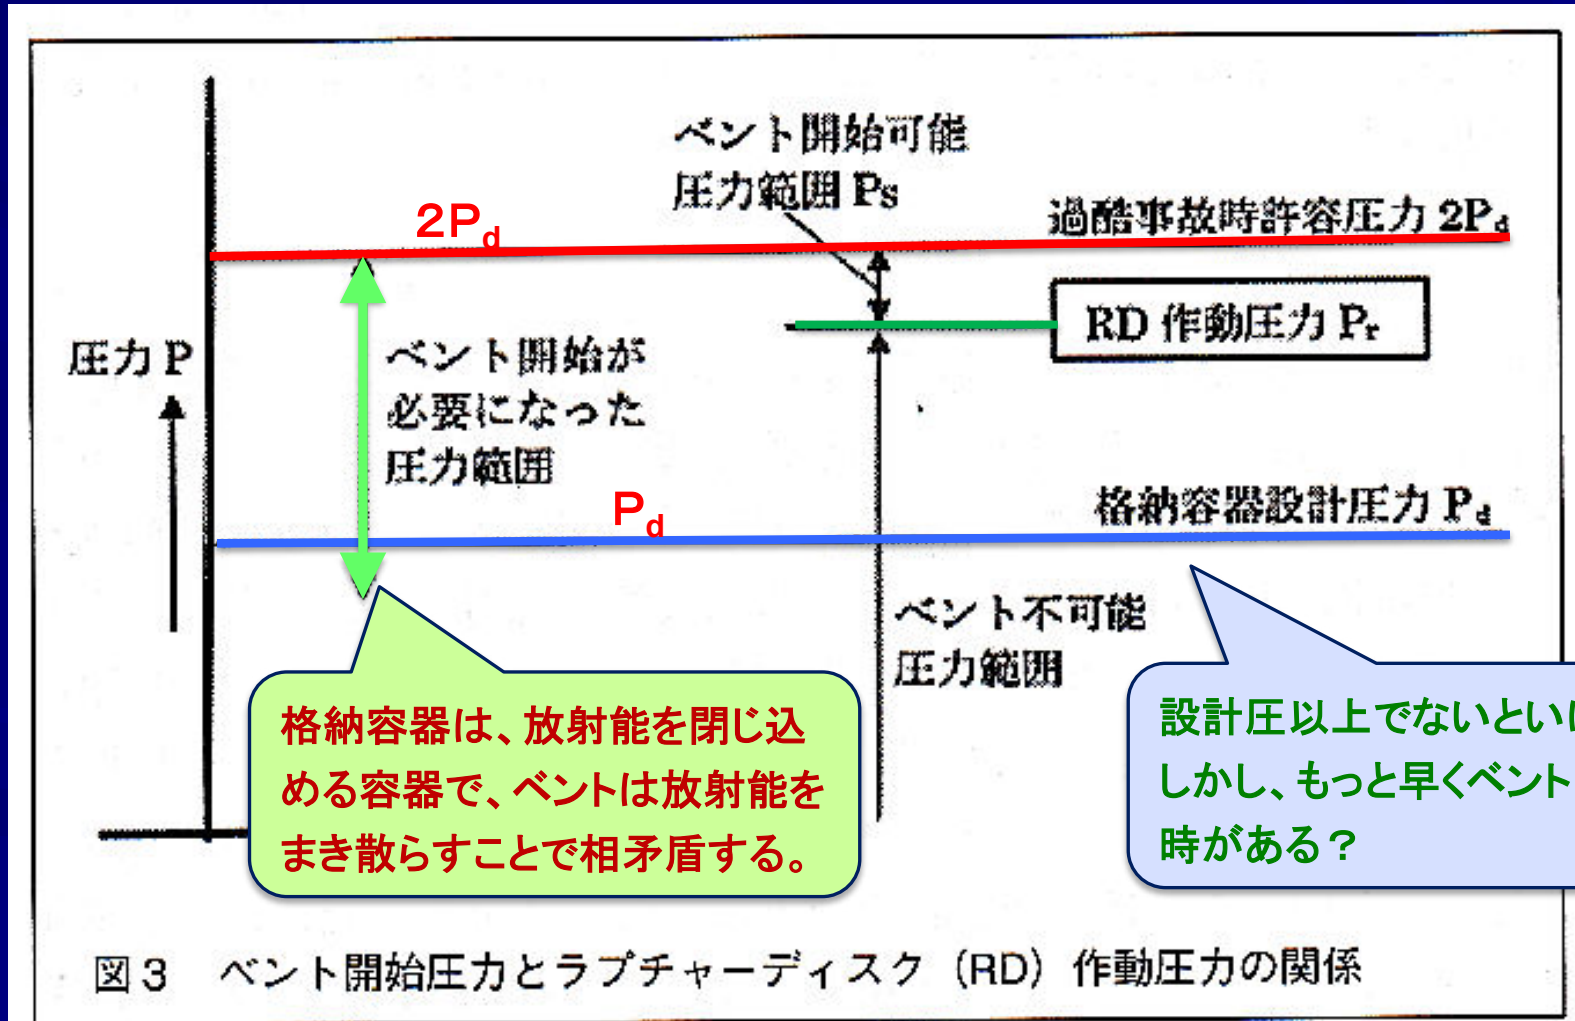 ベント開始可能
圧力範囲 Ps
2Pd
過酷事故時許容圧力 2Pd
RD 作動圧力 Pr
圧力 P
ベント開始が
必要になった
圧力範囲
Pd
格納容器設計圧力 Pd
ベント不可能
圧力範囲
格納容器は、放射能を閉じ込
める容器で、ベントは放射能を
まき散らすことで相矛盾する。
設計圧以上でないとい
しかし、もっと早くベント
時がある？
図3 ベント開始圧力とラプチャーディスク（RD）作動圧力の関係